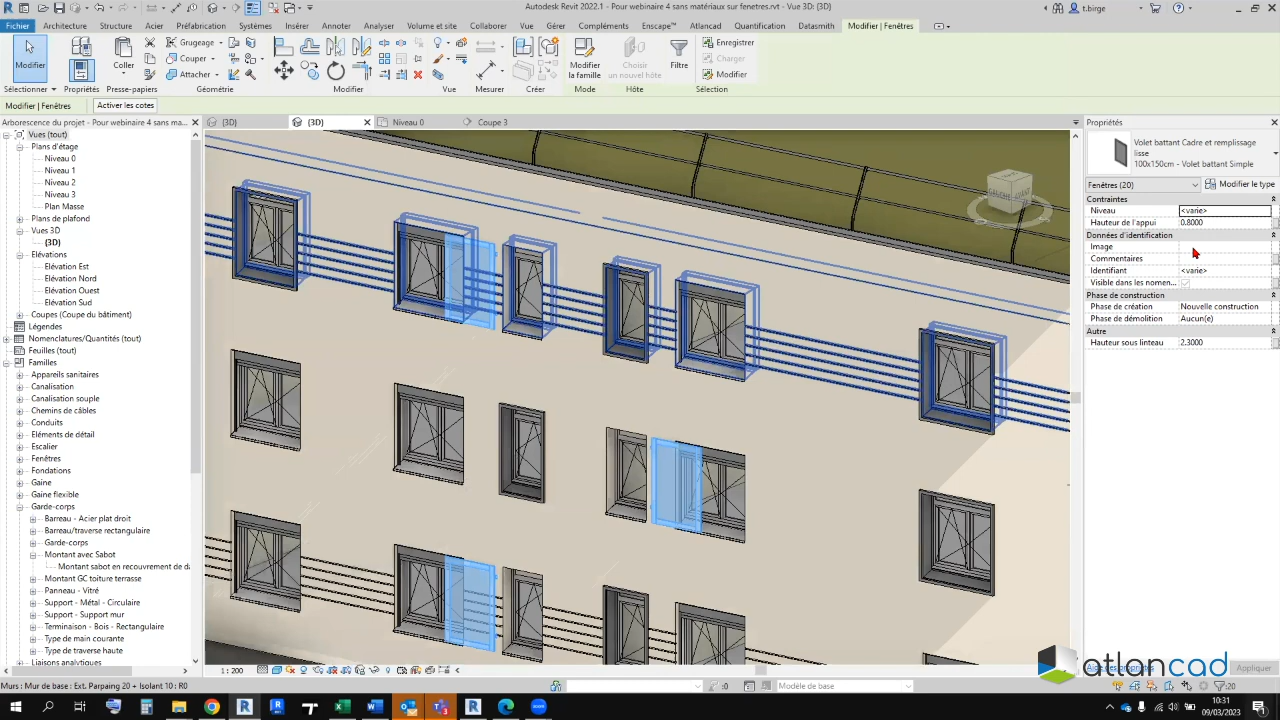 Autodesk Revit 2022.1 - Pour webinaire 4 sans matériaux sur fenetres.rvt - Vue 3D: {3D}
t.birge
Fichier Architecture Structure Acier Préfabrication Systèmes Insérer Annoter Analyser Volume et site Collaborer Vue Gérer Compléments Enscape™ AtlanCad Quantification Datasmith Modifier | Fenêtres
Modifier
Coller
Grugeage
Couper
Attacher
Modifier la famille
Choisir un nouvel hôte
Filtre
Enregistrer
Charger
Modifier
Sélectionner Propriétés Presse-papiers Géométrie Modifier Vue Mesurer Créer Mode Hôte Sélection
Modifier | Fenêtres Activer les cotes
Arborescence du projet - Pour webinaire 4 san...
{3D} {3D} Niveau 0 Coupe 3
Vues (tout)
Plans d'étage
Niveau 0
Niveau 1
Niveau 2
Niveau 3
Plan Masse
Plans de plafond
Vues 3D
{3D}
Elévations
Elévation Est
Elévation Nord
Elévation Ouest
Elévation Sud
Coupes (Coupe du bâtiment)
Légendes
Nomenclatures/Quantités (tout)
Feuilles (tout)
Familles
Appareils sanitaires
Canalisation
Canalisation souple
Chemins de câbles
Conduits
Eléments de détail
Escalier
Fenêtres
Fondations
Gaine
Gaine flexible
Garde-corps
Barreau - Acier plat droit
Barreau/traverse rectangulaire
Garde-corps
Montant avec Sabot
Montant sabot en recouvrement de da
Montant GC toiture terrasse
Panneau - Vitré
Support - Métal - Circulaire
Support - Support mur
Terminaison - Bois - Rectangulaire
Type de main courante
Type de traverse haute
Liaisons analytiques
GAUCHE AVANT
Propriétés
Volet battant Cadre et remplissage lisse
100x150cm - Volet battant Simple
Fenêtres (20) Modifier le type
Contraintes
Niveau <varie>
Hauteur de l'appui 0.8000
Données d'identification
Image
Commentaires
Identifiant <varie>
Visible dans les nomen...
Phase de construction
Phase de création Nouvelle construction
Phase de démolition Aucun(e)
Autre
Hauteur sous linteau 2.3000
Aide des propriétés Appliquer
atlancad
1 : 200
Murs : Mur de base : Ext. Parpaing 20 + Isolant 10 : R0
:0
Modèle de base
:20
10:31
09/03/2023